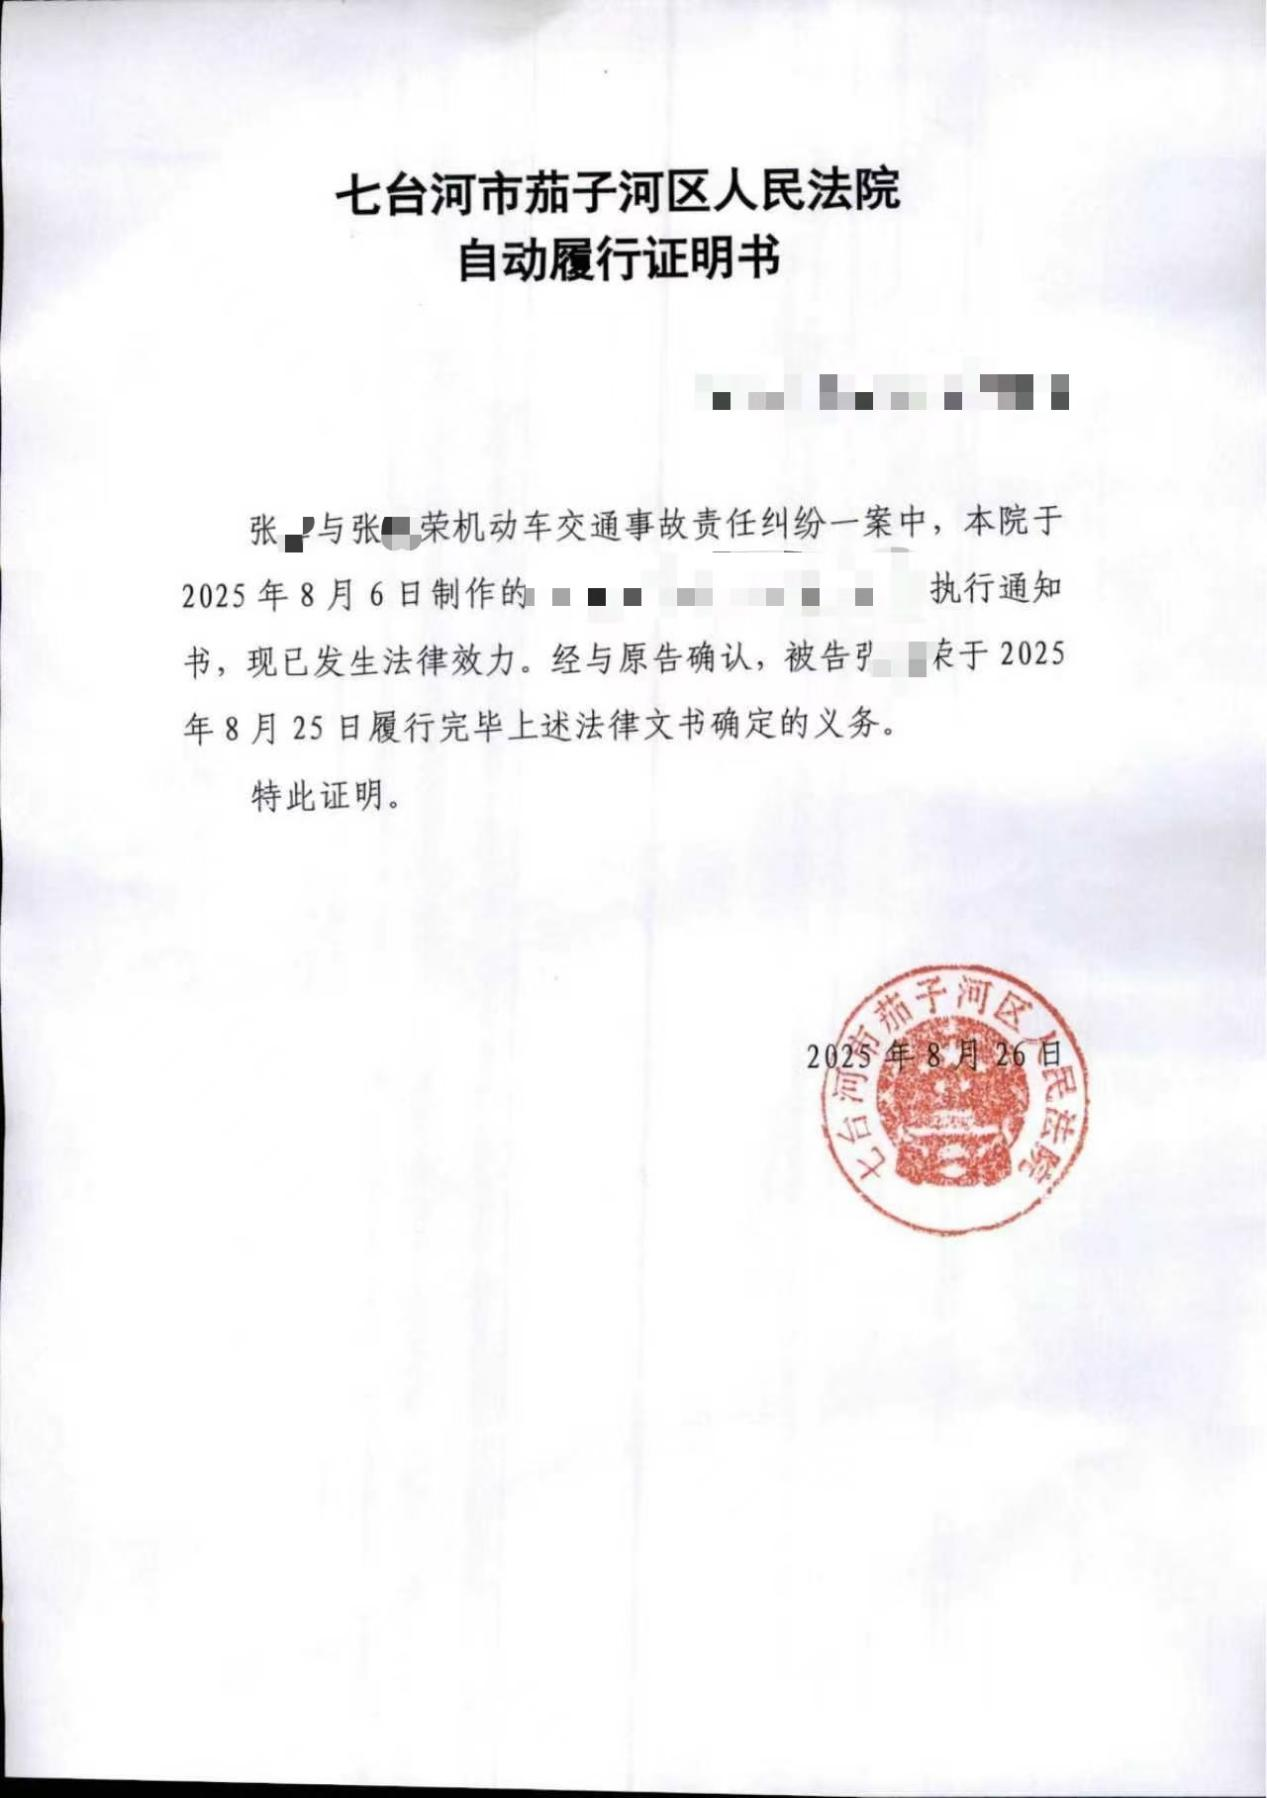 七台河市茄子河区人民法院
自动履行证明书
张与张荣机动车交通事故责任纠纷一案中，本院于
2025年8月6日制作的执行通知
书，现已发生法律效力。经与原告确认，被告张荣于2025
年8月25日履行完毕上述法律文书确定的义务。
特此证明。
2025年8月26日
七台河市茄子河区人民法院